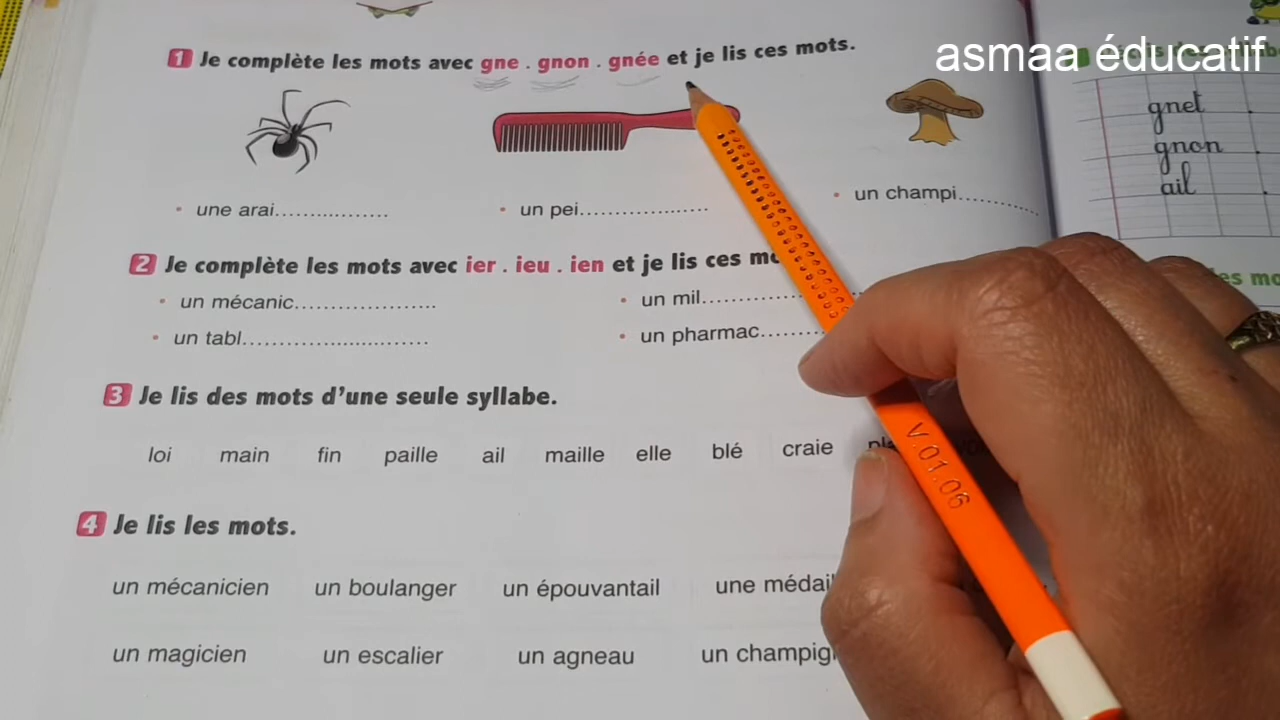 asmaa éducatif
1 Je complète les mots avec gne . gnon . gnée et je lis ces mots.
• une arai...................
• un pei......................
• un champi..............
2 Je complète les mots avec ier . ieu . ien et je lis ces
• un mécanic......................
• un mil................
• un tabl.............................
• un pharmac..........
3 Je lis des mots d'une seule syllabe.
loi main fin paille ail maille elle blé craie
4 Je lis les mots.
un mécanicien un boulanger un épouvantail une
un magicien un escalier un agneau un
gnet
gnon
ail